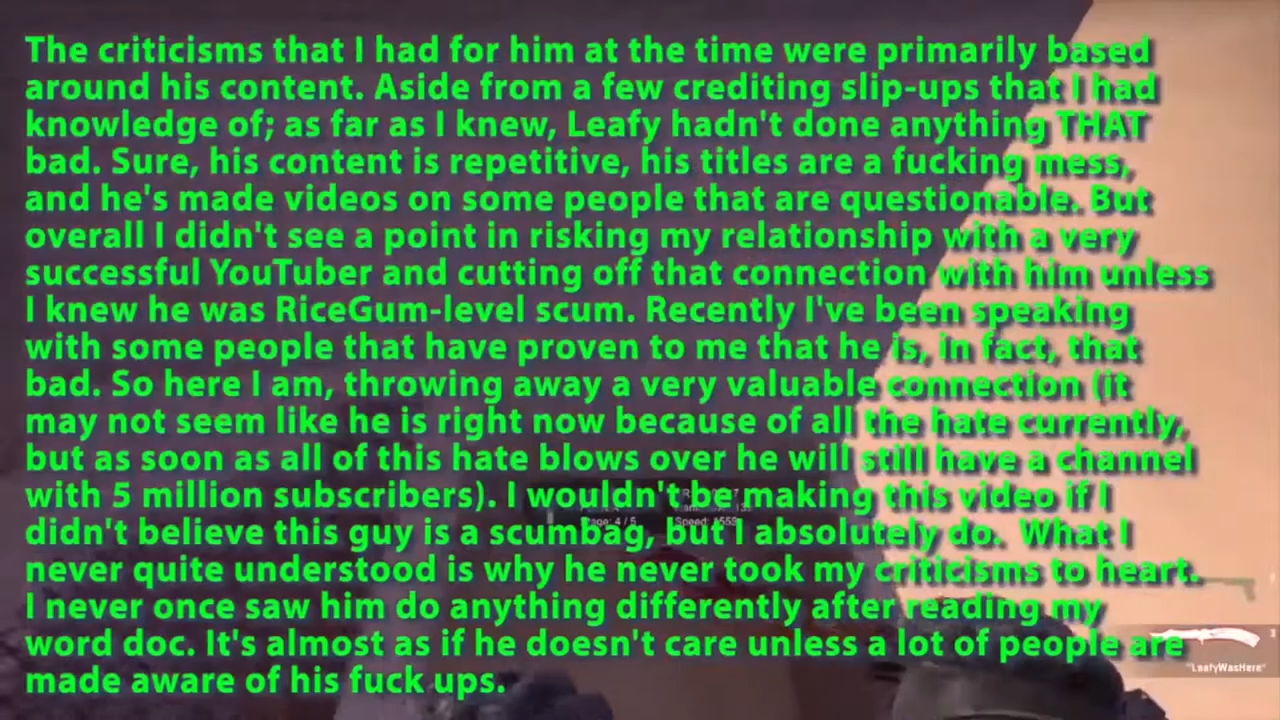 The criticisms that I had for him at the time were primarily based
around his content. Aside from a few crediting slip-ups that I had
knowledge of; as far as I knew, Leafy hadn't done anything THAT
bad. Sure, his content is repetitive, his titles are a fucking mess,
and he's made videos on some people that are questionable. But
overall I didn't see a point in risking my relationship with a very
successful YouTuber and cutting off that connection with him unless
I knew he was RiceGum-level scum. Recently I've been speaking
with some people that have proven to me that he is, in fact, that
bad. So here I am, throwing away a very valuable connection (it
may not seem like he is right now because of all the hate currently,
but as soon as all of this hate blows over he will still have a channel
with 5 million subscribers). I wouldn't be making this video if I
didn't believe this guy is a scumbag, but I absolutely do.  What I
never quite understood is why he never took my criticisms to heart.
I never once saw him do anything differently after reading my
word doc. It's almost as if he doesn't care unless a lot of people are
made aware of his fuck ups.
Page: 4 / 5
Speed:
"LeafyWasHere"